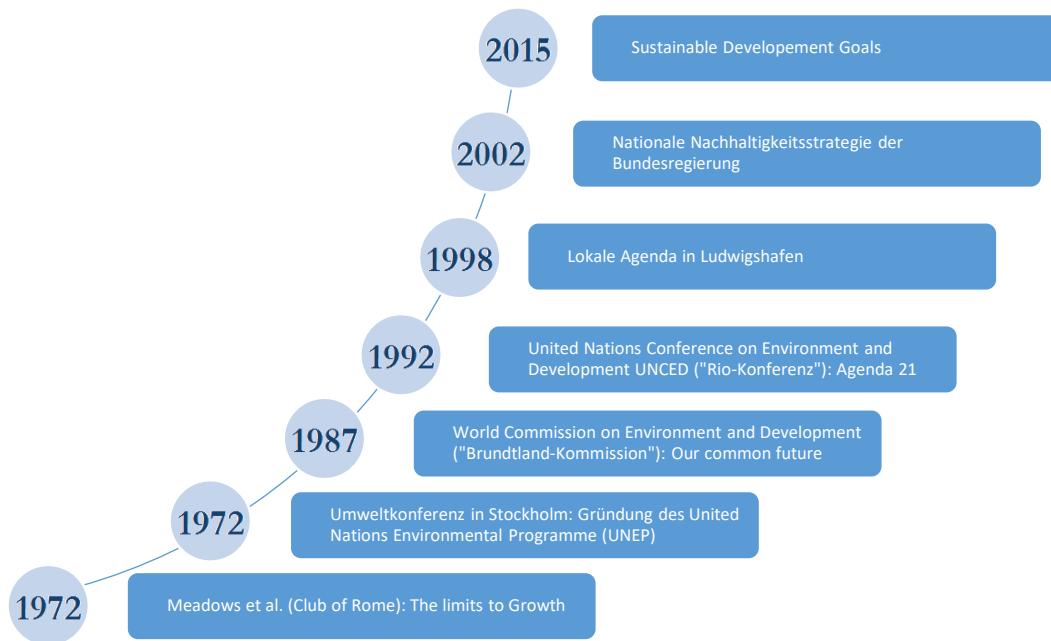 2015
Sustainable Developement Goals
2002
Nationale Nachhaltigkeitsstrategie der
Bundesregierung
1998
Lokale Agenda in Ludwigshafen
1992
United Nations Conference on Environment and
Development UNCED ("Rio-Konferenz"): Agenda 21
1987
World Commission on Environment and Development
("Brundtland-Kommission"): Our common future
1972
Umweltkonferenz in Stockholm: Gründung des United
Nations Environmental Programme (UNEP)
1972
Meadows et al. (Club of Rome): The limits to Growth